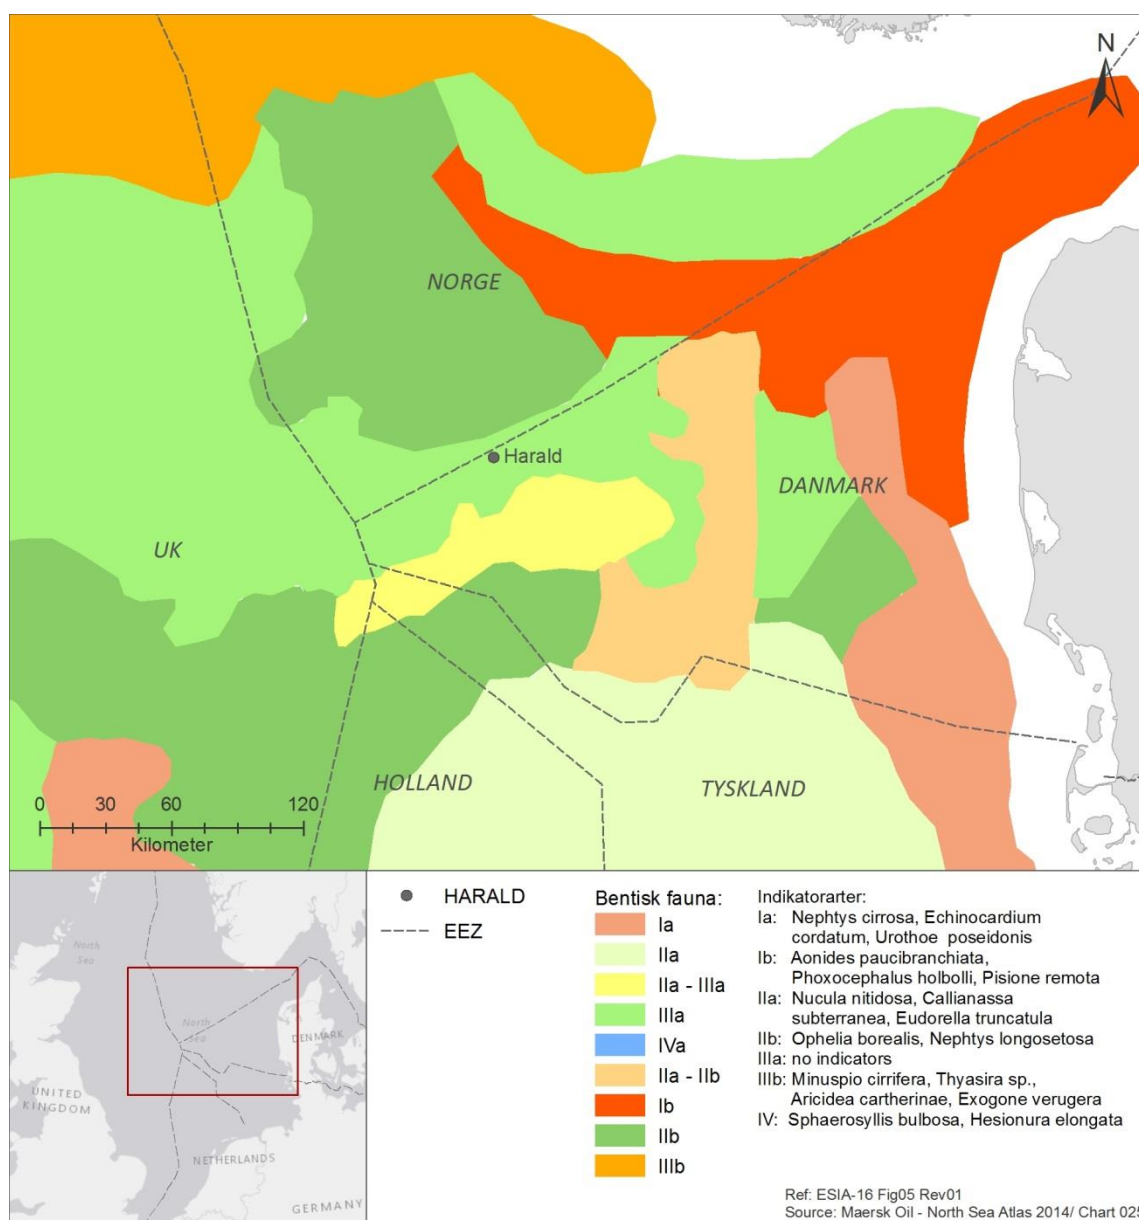 N
NORGE
Harald
DANMARK
UK
HOLLAND
TYSKLAND
0 30 60 120
Kilometer
North
Sea
North
Sea
DENMARK
UNITED
KINGDOM
NETHERLANDS
GERMANY
HARALD
EEZ
Bentisk fauna:
Ia
IIa
IIa - IIIa
IIIa
IVa
IIa - IIb
Ib
IIb
IIIb
Indikatorarter:
Ia: Nephtys cirrosa, Echinocardium
cordatum, Urothoe poseidonis
Ib: Aonides paucibranchiata,
Phoxocephalus holbolli, Pisione remota
IIa: Nucula nitidosa, Callianassa
subterranea, Eudorella truncatula
IIb: Ophelia borealis, Nephtys longosetosa
IIIa: no indicators
IIIb: Minuspio cirrifera, Thyasira sp.,
Aricidea cartherinae, Exogone verugera
IV: Sphaerosyllis bulbosa, Hesionura elongata
Ref: ESIA-16 Fig05 Rev01
Source: Maersk Oil - North Sea Atlas 2014/ Chart 025